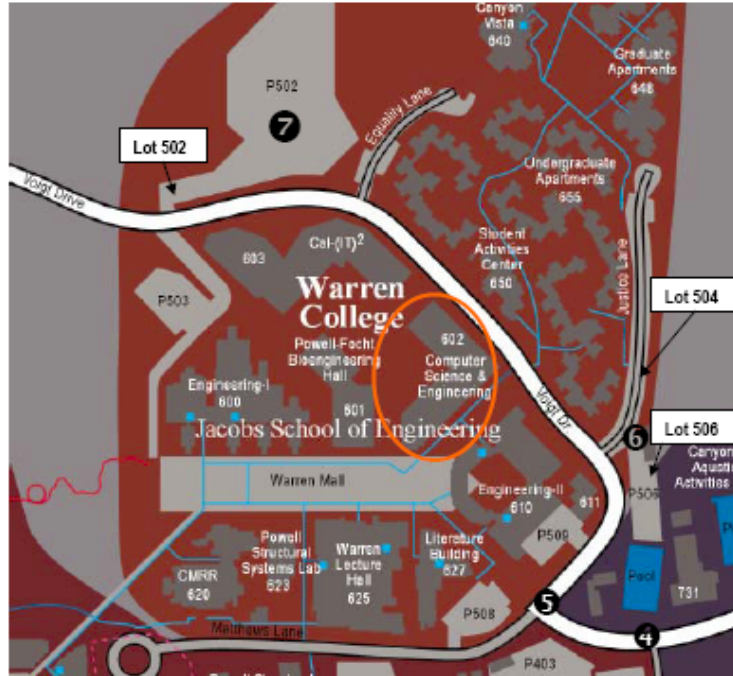 Canyon
Vista
640
Graduate
Apartments
648
P502
7
Equality Lane
Lot 502
Voigt Drive
Undergraduate
Apartments
655
Cal-(IT)2
603
Student
Activities
Center
650
Justice Lane
Lot 504
P503
Warren
College
602
Powell-Focht
Bioengineering
Hall
Computer
Science &
Engineering
Engineering-I
600
601
Voigt Dr.
Jacobs School of Engineering
6
Lot 506
Canyon
Aquatic
Activities
P506
Warren Mall
Engineering-II
610
611
P509
Powell
Structural
Systems Lab
623
Warren
Lecture
Hall
625
Literature
Building
627
CMRR
620
Pool
731
5
P508
Matthews Lane
4
P403